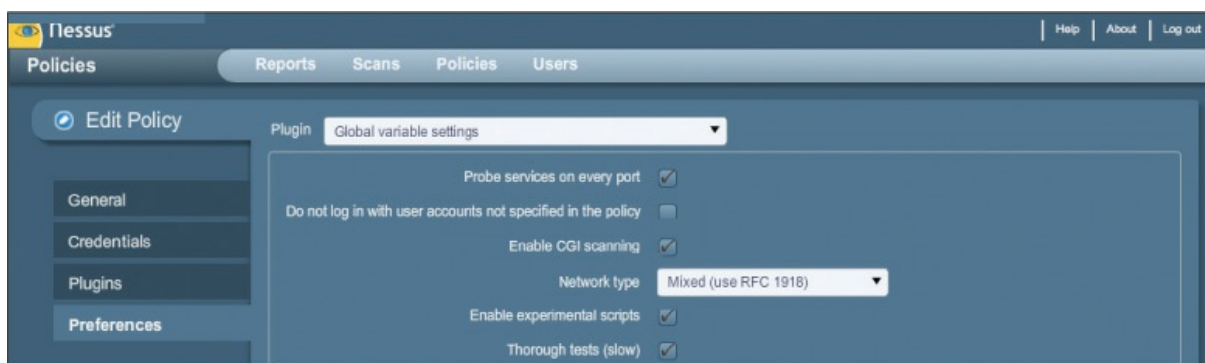 nessus
Help About Log out
Policies Reports Scans Policies Users
Edit Policy
Plugin Global variable settings
General
Credentials
Plugins
Preferences
Probe services on every port
Do not log in with user accounts not specified in the policy
Enable CGI scanning
Network type Mixed (use RFC 1918)
Enable experimental scripts
Thorough tests (slow)